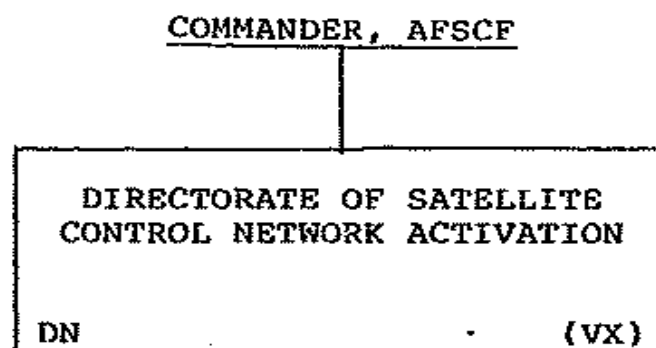 COMMANDER, AFSCF
DIRECTORATE OF SATELLITE
CONTROL NETWORK ACTIVATION
DN (VX)